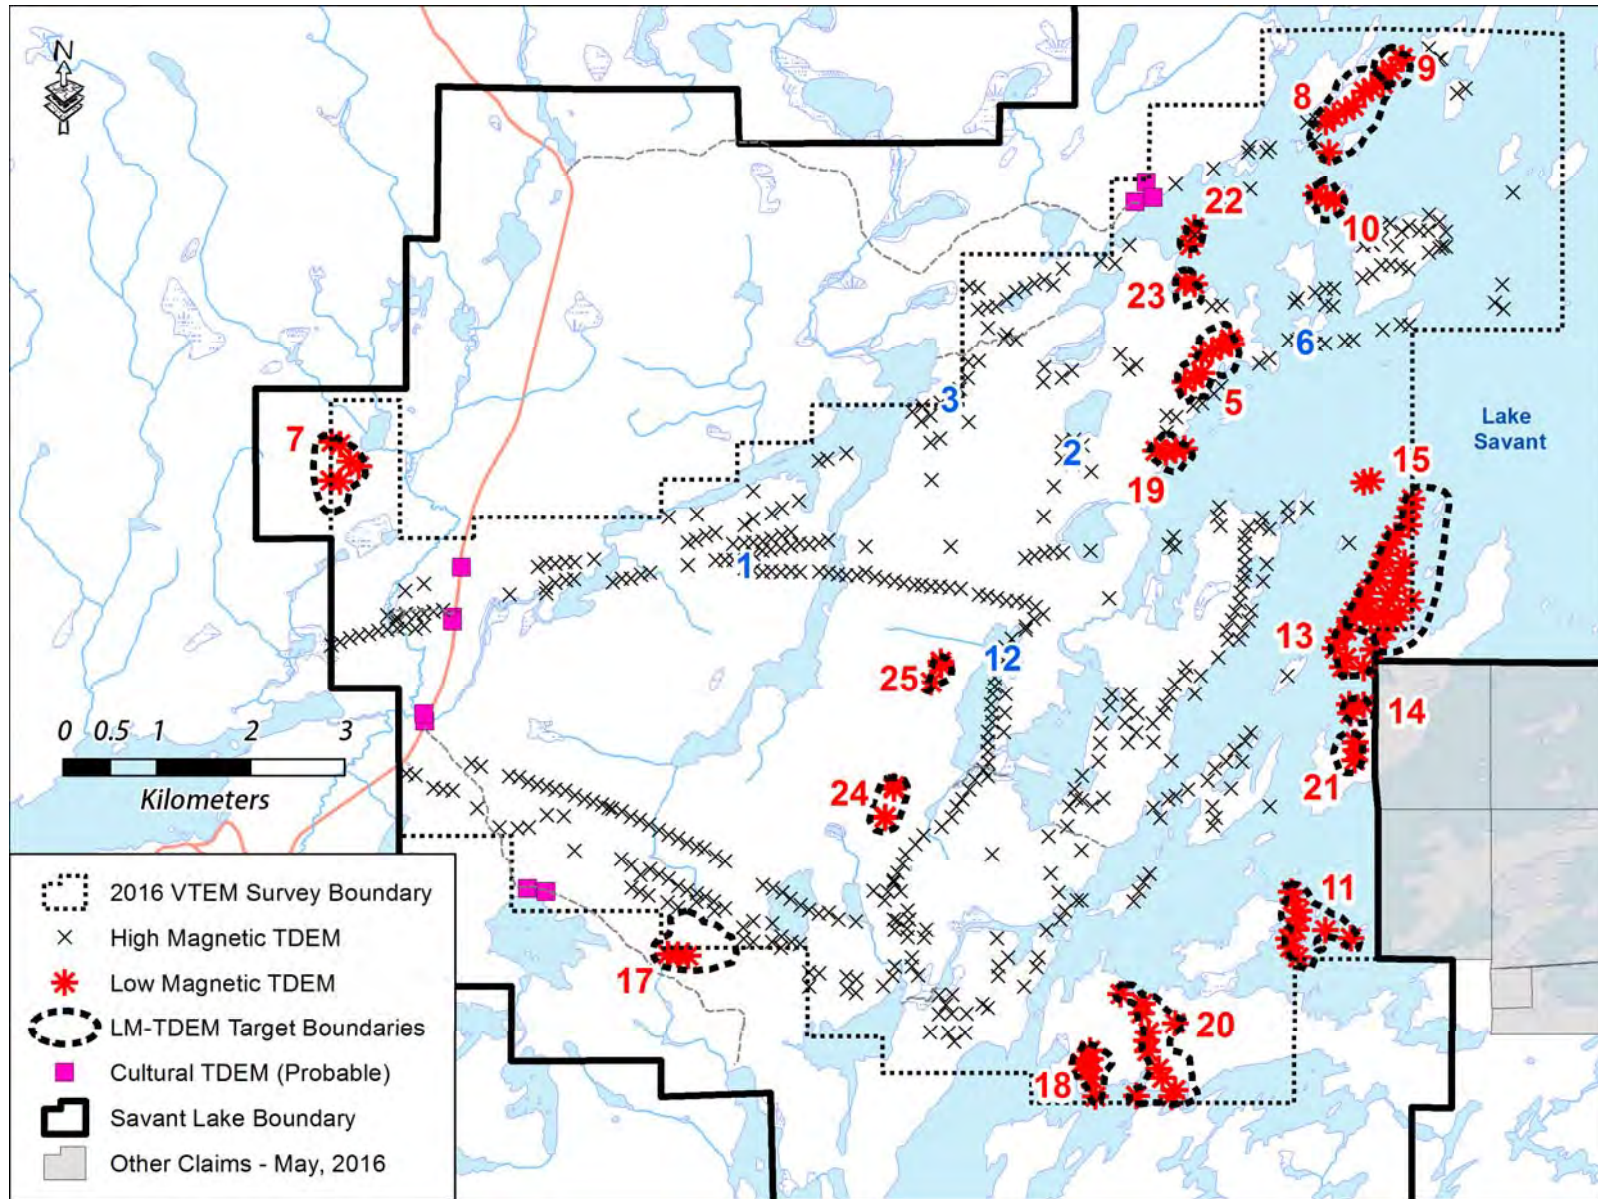 N
9
8
22
10
23
6
5
3
Lake
Savant
7
2
19
15
1
13
12
25
14
21
24
0 0.5 1 2 3
Kilometers
11
17
20
18
2016 VTEM Survey Boundary
High Magnetic TDEM
Low Magnetic TDEM
LM-TDEM Target Boundaries
Cultural TDEM (Probable)
Savant Lake Boundary
Other Claims - May, 2016